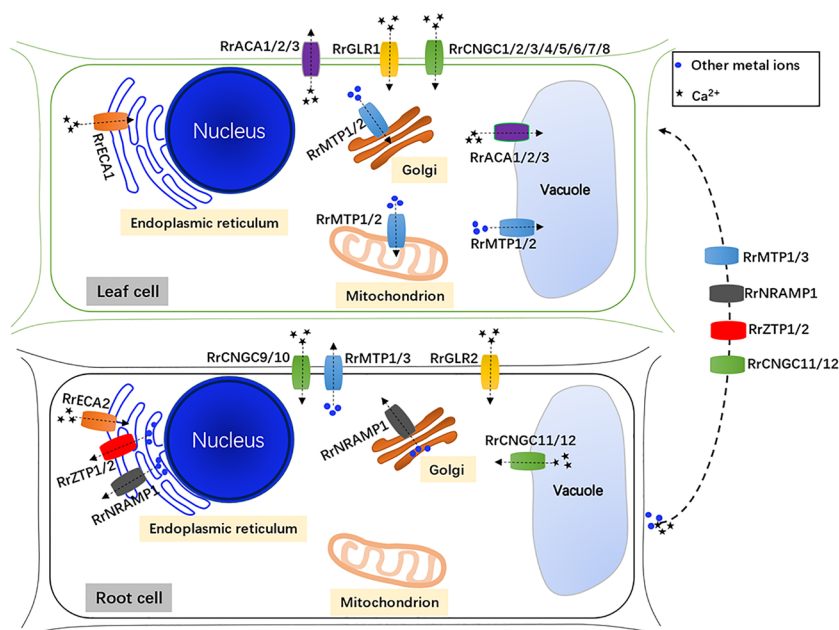 RrACA1/2/3
RrGLR1
RrCNGC1/2/3/4/5/6/7/8
Other metal ions
Ca²⁺
RrECA1
Nucleus
RrMTP1/2
Golgi
RrACA1/2/3
Vacuole
Endoplasmic reticulum
RrMTP1/2
RrMTP1/2
Leaf cell
Mitochondrion
RrMTP1/3
RrNRAMP1
RrZTP1/2
RrCNGC11/12
RrCNGC9/10
RrMTP1/3
RrGLR2
RrECA2
Nucleus
RrZTP1/2
RrNRAMP1
RrNRAMP1
Golgi
RrCNGC11/12
Vacuole
Endoplasmic reticulum
Root cell
Mitochondrion